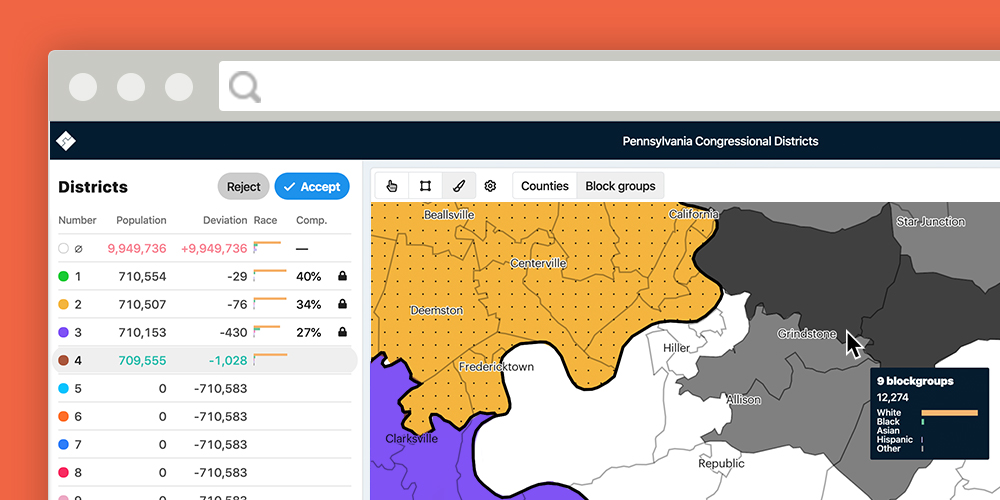 Pennsylvania Congressional Districts
Districts
Reject
Accept
Counties
Block groups
Number Population Deviation Race Comp.
∅ 9,949,736 +9,949,736 —
1 710,554 -29 40%
2 710,507 -76 34%
3 710,153 -430 27%
4 709,555 -1,028
5 0 -710,583
6 0 -710,583
7 0 -710,583
8 0 -710,583
9 0 -710,583
Beallsville
California
Star Junction
Centerville
Deemston
Grindstone
Hiller
Fredericktown
Allison
Clarksville
Republic
9 blockgroups
12,274
White
Black
Asian
Hispanic
Other